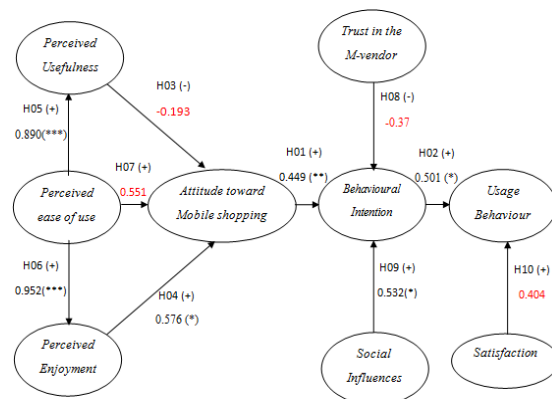 Perceived
Usefulness
Trust in the
M-vendor
H03 (-)
-0.193
H05 (+)
0.890(***)
H08 (-)
-0.37
H07 (+)
0.551
H01 (+)
0.449 (**)
H02 (+)
0.501 (*)
Perceived
ease of use
Attitude toward
Mobile shopping
Behavioural
Intention
Usage
Behaviour
H06 (+)
0.952(***)
H04 (+)
0.576 (*)
H09 (+)
0.532(*)
H10 (+)
0.404
Perceived
Enjoyment
Social
Influences
Satisfaction